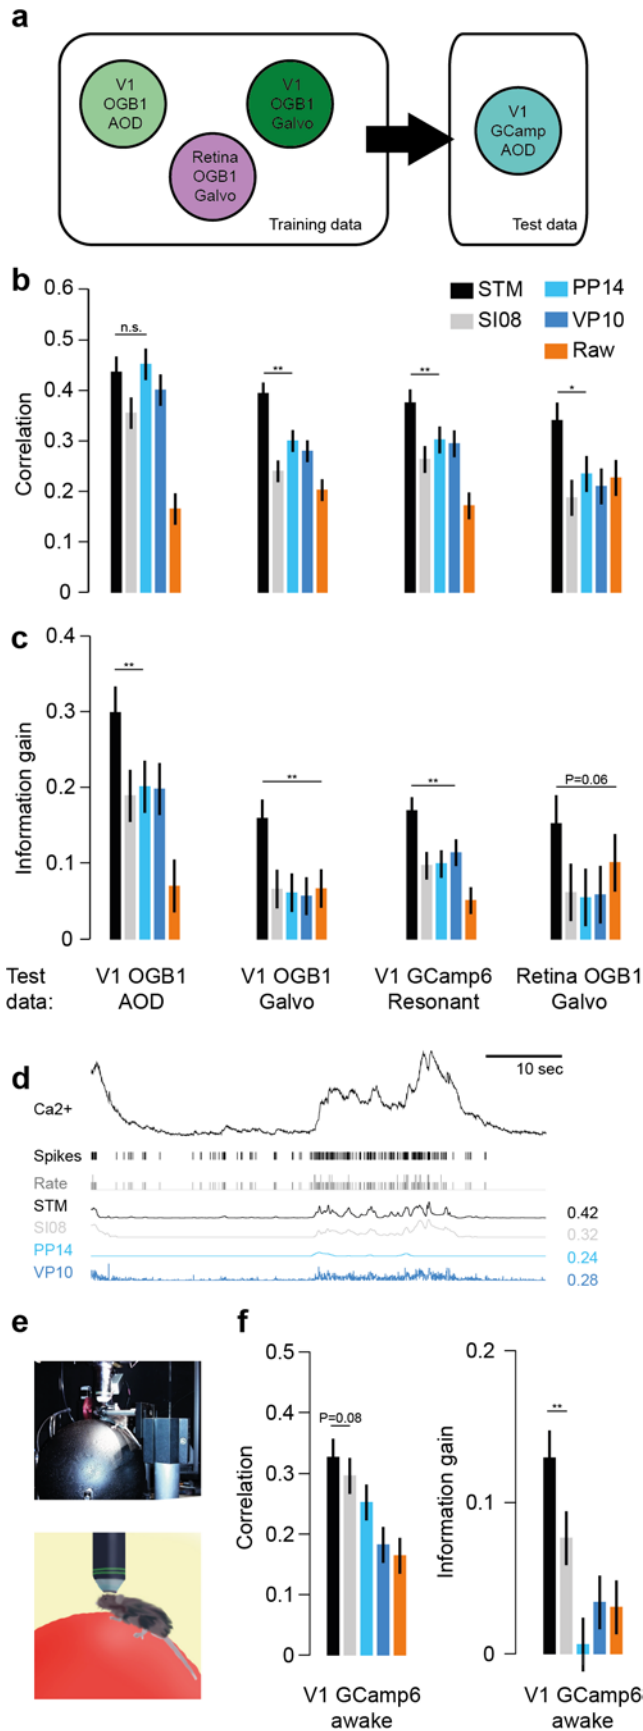 a
V1
OGB1
AOD
V1
OGB1
Galvo
Retina
OGB1
Galvo
Training data
V1
GCamp
AOD
Test data
b
0.6
0.5
0.4
0.3
0.2
0.1
0
Correlation
STM
SI08
PP14
VP10
Raw
n.s.
**
**
*
c
0.4
0.3
0.2
0.1
0
Information gain
**
**
**
P=0.06
Test
data:
V1 OGB1
AOD
V1 OGB1
Galvo
V1 GCamp6
Resonant
Retina OGB1
Galvo
d
10 sec
Ca2+
Spikes
Rate
STM
0.42
SI08
0.32
PP14
0.24
VP10
0.28
e
f
0.5
0.4
0.3
0.2
0.1
0
Correlation
P=0.08
V1 GCamp6
awake
0.2
0.1
0
Information gain
**
V1 GCamp6
awake